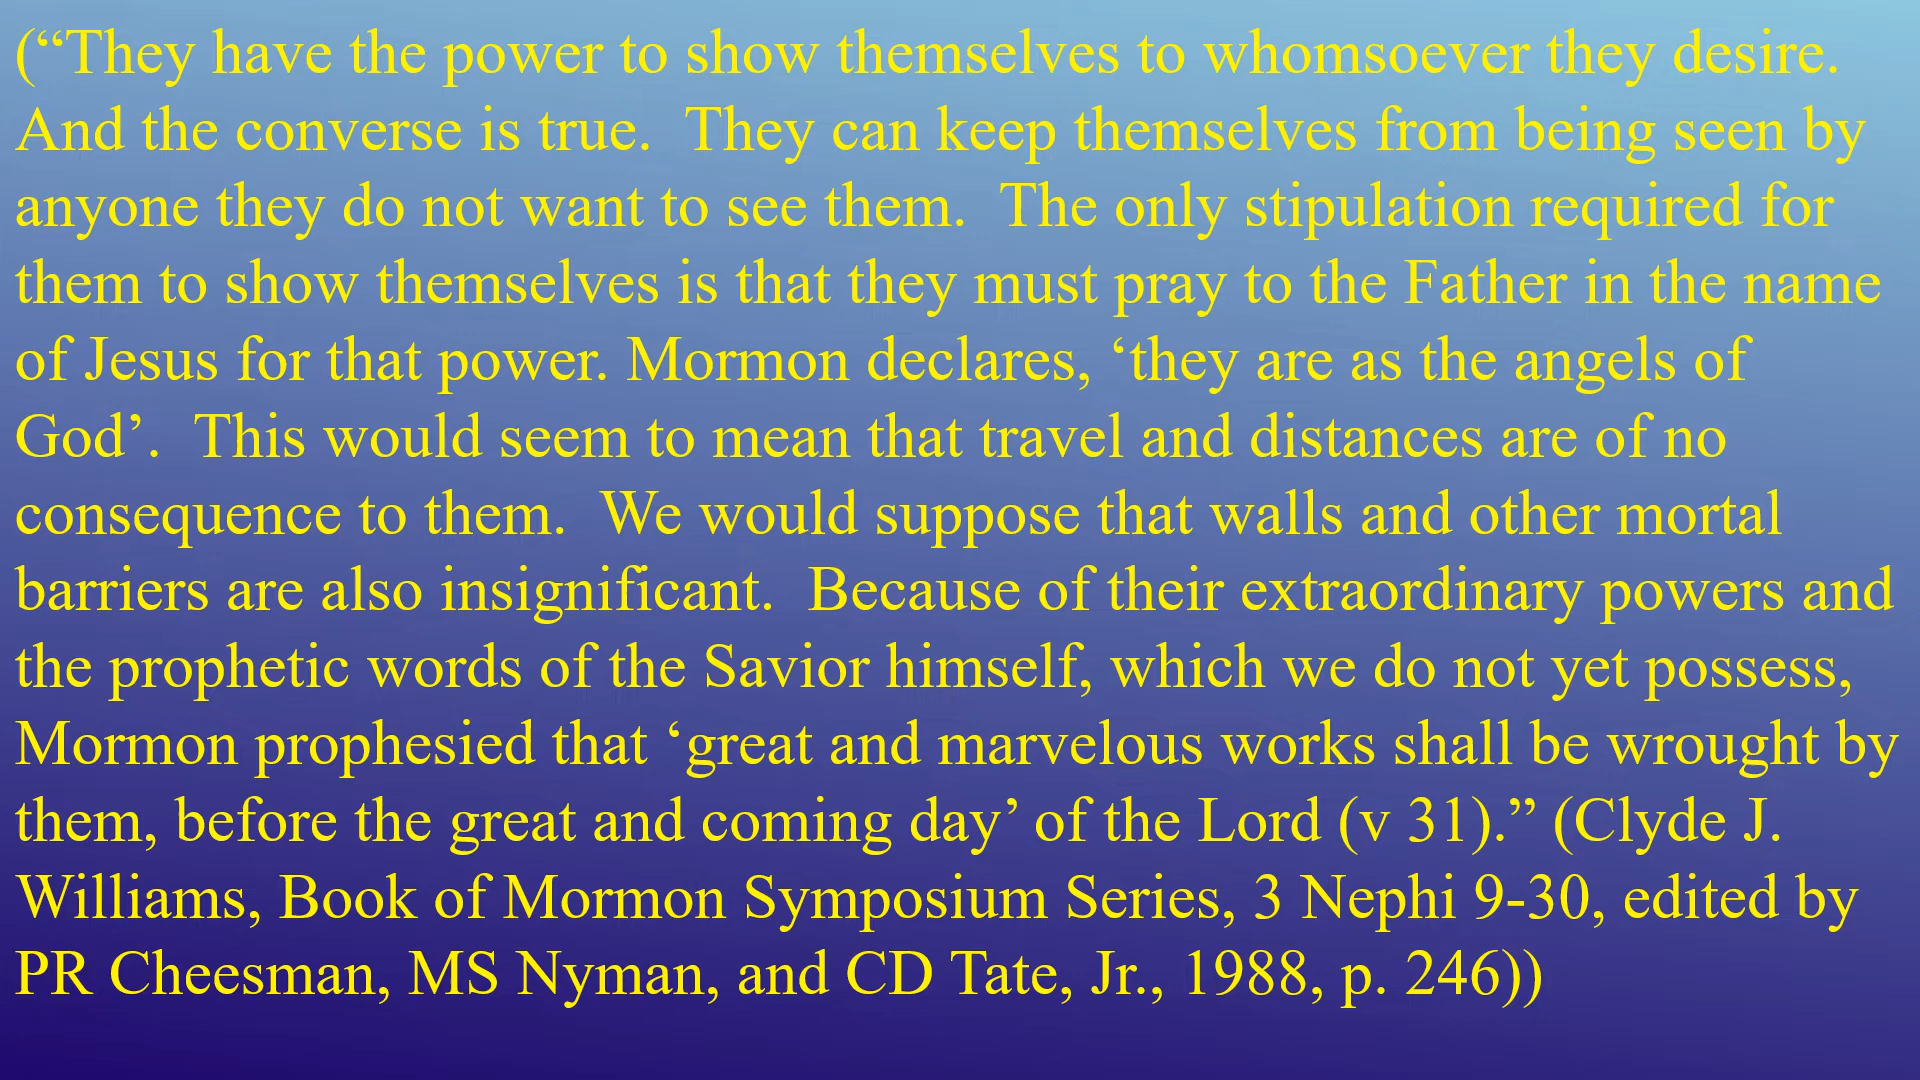 (“They have the power to show themselves to whomsoever they desire.
And the converse is true.  They can keep themselves from being seen by
anyone they do not want to see them.  The only stipulation required for
them to show themselves is that they must pray to the Father in the name
of Jesus for that power. Mormon declares, ‘they are as the angels of
God’.  This would seem to mean that travel and distances are of no
consequence to them.  We would suppose that walls and other mortal
barriers are also insignificant.  Because of their extraordinary powers and
the prophetic words of the Savior himself, which we do not yet possess,
Mormon prophesied that ‘great and marvelous works shall be wrought by
them, before the great and coming day’ of the Lord (v 31).” (Clyde J.
Williams, Book of Mormon Symposium Series, 3 Nephi 9-30, edited by
PR Cheesman, MS Nyman, and CD Tate, Jr., 1988, p. 246))